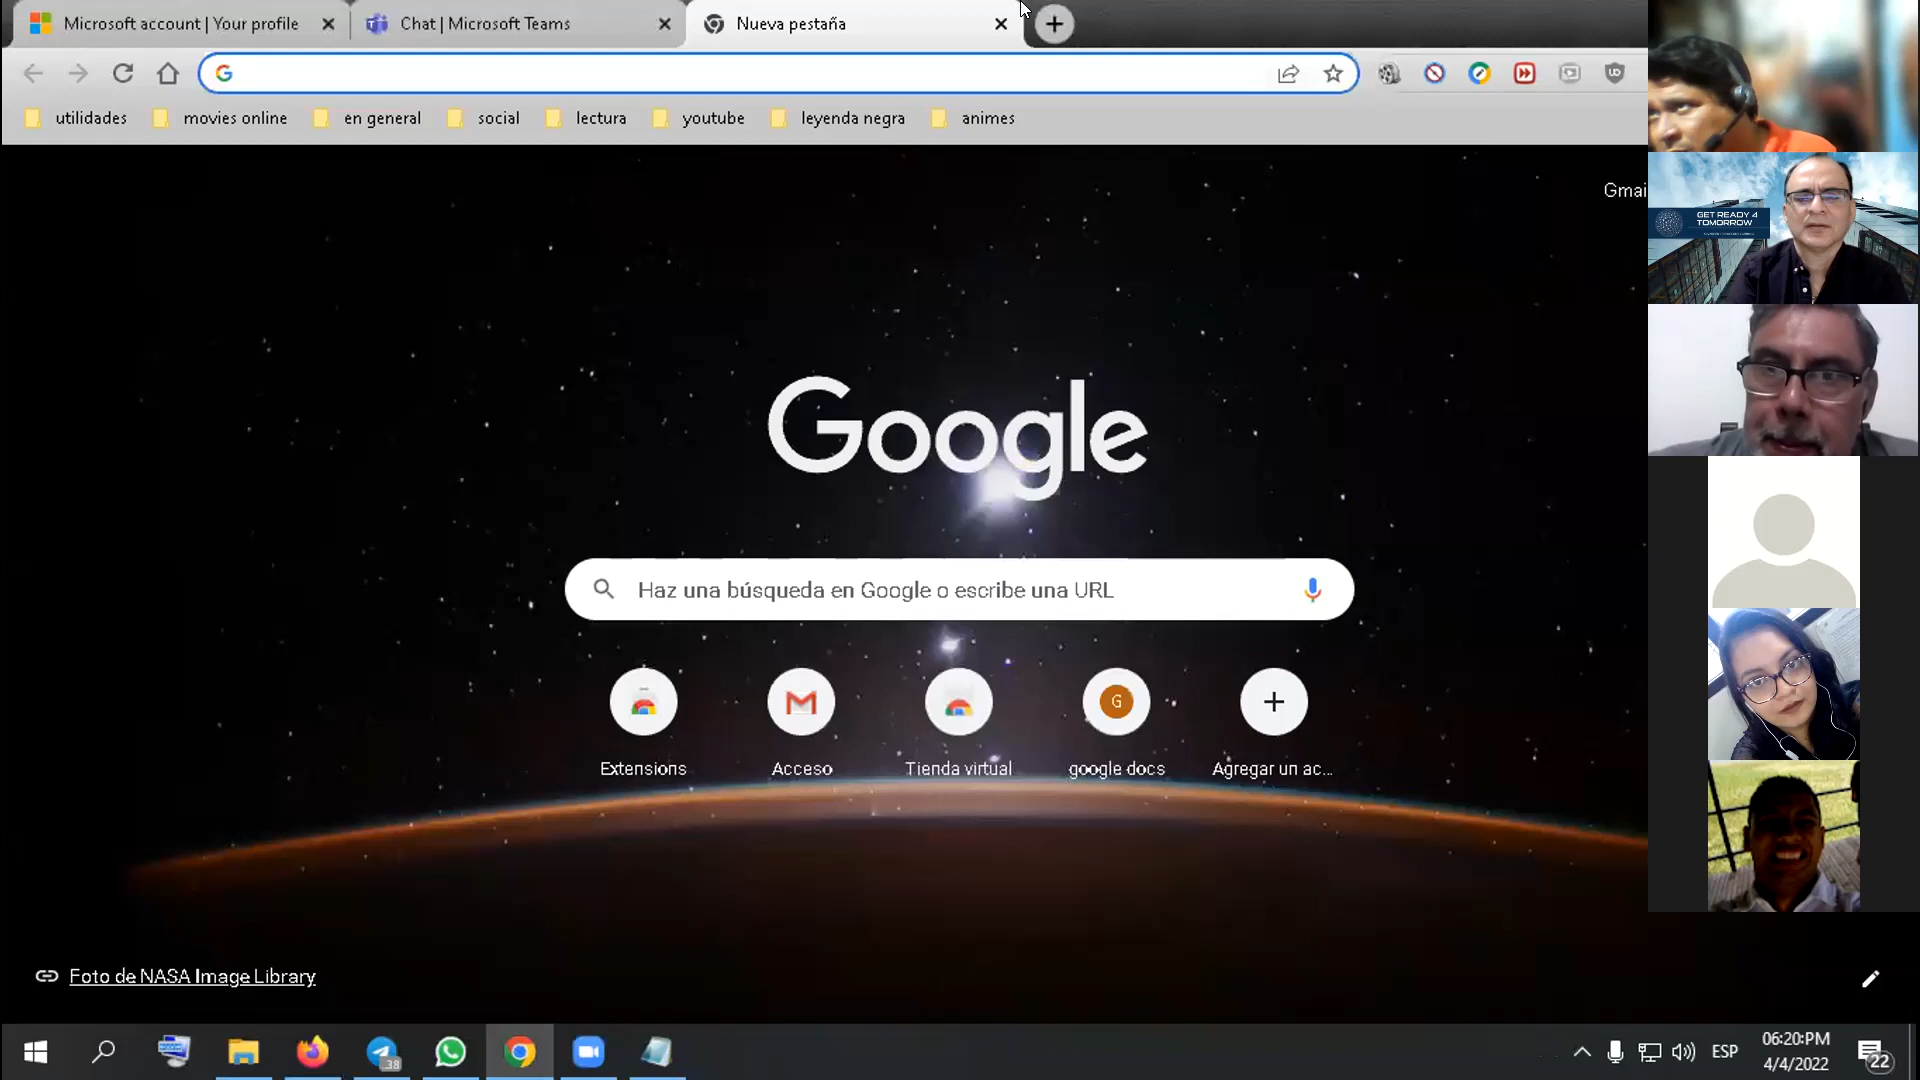 Microsoft account | Your profile
Chat | Microsoft Teams
Nueva pestaña
utilidades
movies online
en general
social
lectura
youtube
leyenda negra
animes
Gmai
GET READY 4
TOMORROW
Google
Haz una búsqueda en Google o escribe una URL
Extensions
Acceso
Tienda virtual
google docs
Agregar un ac...
G
Foto de NASA Image Library
38
ESP
06:20:PM
4/4/2022
22